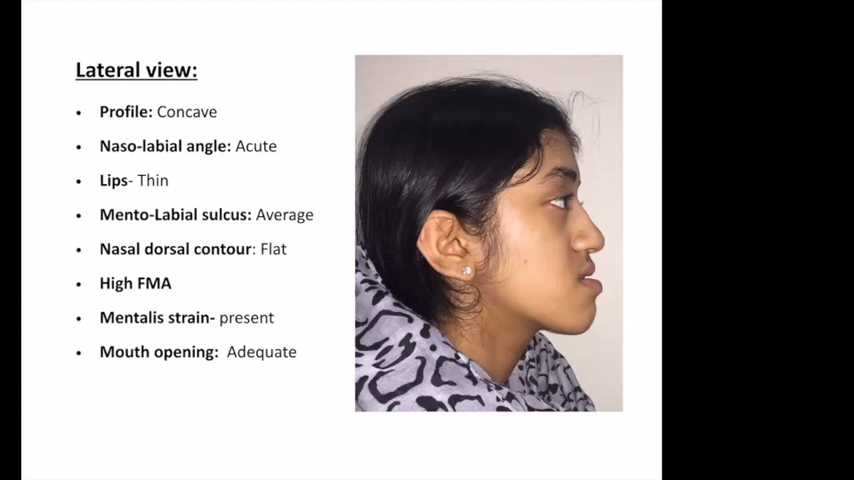 Lateral view:
• Profile: Concave
• Naso-labial angle: Acute
• Lips- Thin
• Mento-Labial sulcus: Average
• Nasal dorsal contour: Flat
• High FMA
• Mentalis strain- present
• Mouth opening: Adequate